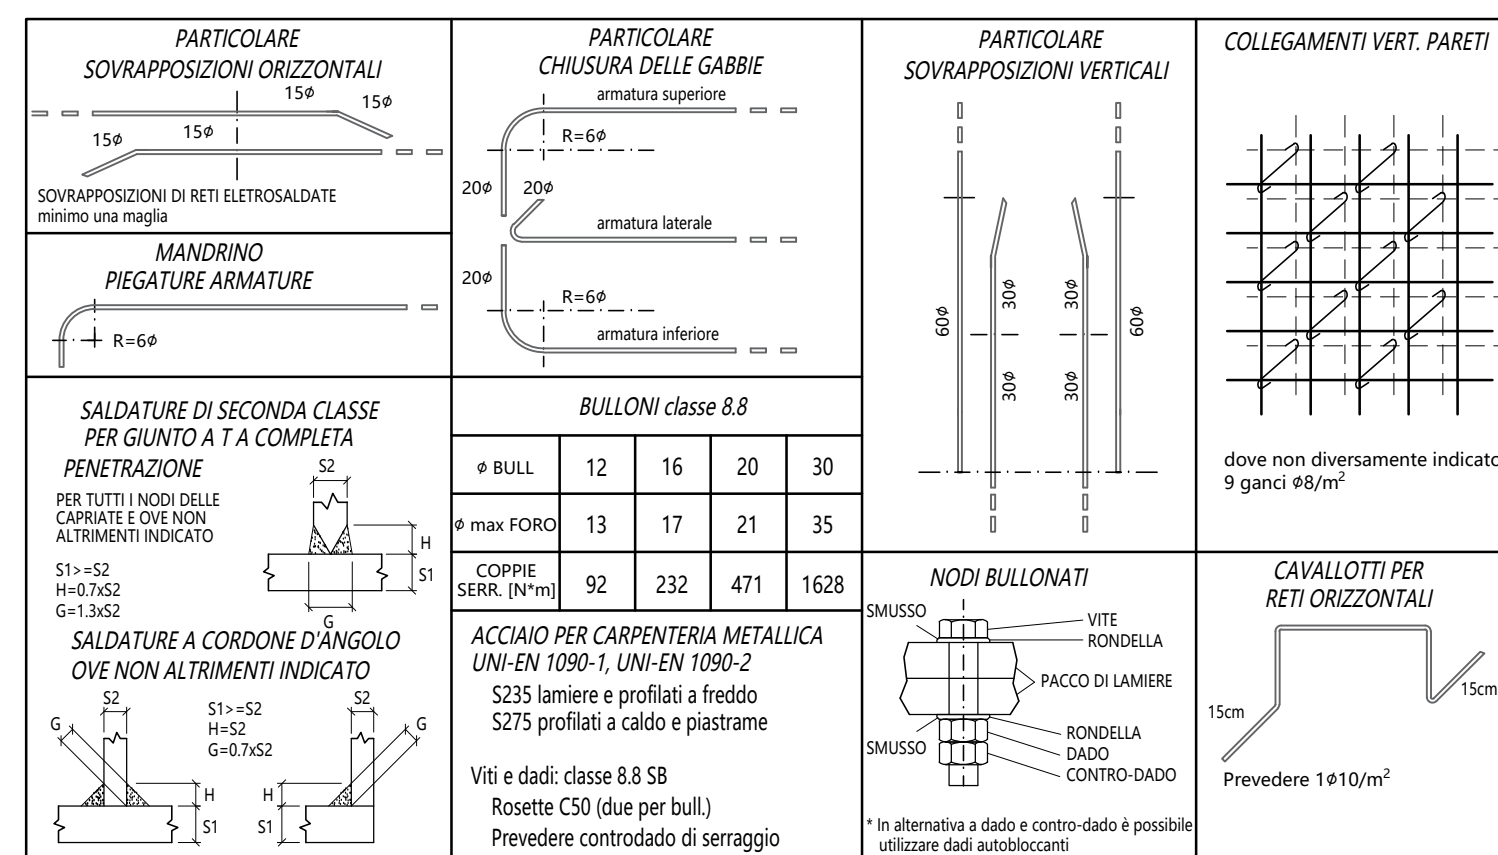 PARTICOLARE
SOVRAPPOSIZIONI ORIZZONTALI
15ϕ
15ϕ
15ϕ
15ϕ
SOVRAPPOSIZIONI DI RETI ELETROSALDATE
minimo una maglia
MANDRINO
PIEGATURE ARMATURE
R=6ϕ
PARTICOLARE
CHIUSURA DELLE GABBIE
armatura superiore
R=6ϕ
20ϕ
20ϕ
armatura laterale
20ϕ
R=6ϕ
armatura inferiore
PARTICOLARE
SOVRAPPOSIZIONI VERTICALI
60ϕ
30ϕ
30ϕ
30ϕ
30ϕ
60ϕ
COLLEGAMENTI VERT. PARETI
dove non diversamente indicato
9 ganci ϕ8/m²
SALDATURE DI SECONDA CLASSE
PER GIUNTO A T A COMPLETA
PENETRAZIONE
PER TUTTI I NODI DELLE
CAPRIATE E OVE NON
ALTRIMENTI INDICATO
S1>=S2
H=0.7xS2
G=1.3xS2
S2
H
S1
G
SALDATURE A CORDONE D'ANGOLO
OVE NON ALTRIMENTI INDICATO
S2
G
S1>=S2
H=S2
G=0.7xS2
S2
G
H
S1
H
S1
BULLONI classe 8.8
ϕ BULL 12 16 20 30
ϕ max FORO 13 17 21 35
COPPIE
SERR. [N*m] 92 232 471 1628
ACCIAIO PER CARPENTERIA METALLICA
UNI-EN 1090-1, UNI-EN 1090-2
S235 lamiere e profilati a freddo
S275 profilati a caldo e piastrame
Viti e dadi: classe 8.8 SB
Rosette C50 (due per bull.)
Prevedere controdado di serraggio
NODI BULLONATI
SMUSSO
VITE
RONDELLA
PACCO DI LAMIERE
RONDELLA
SMUSSO
DADO
CONTRO-DADO
* In alternativa a dado e contro-dado è possibile
utilizzare dadi autobloccanti
CAVALLOTTI PER
RETI ORIZZONTALI
15cm
15cm
Prevedere 1ϕ10/m²